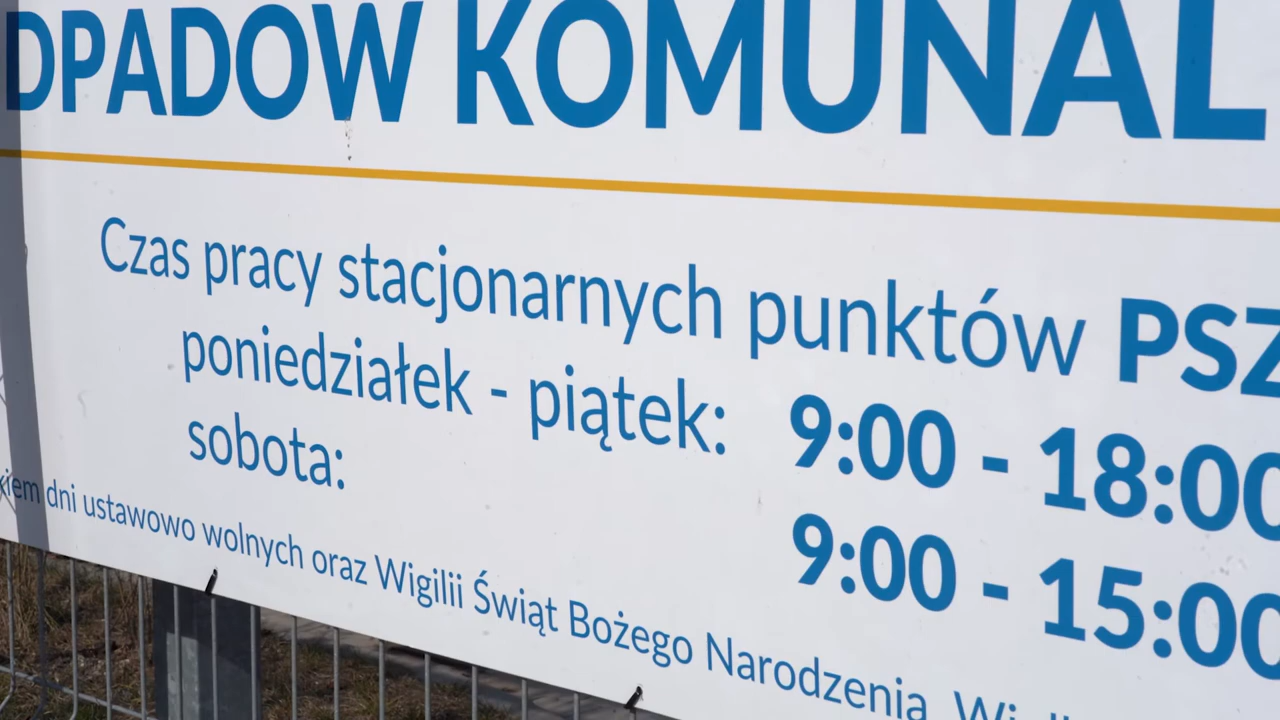 DPADÓW KOMUNAL
Czas pracy stacjonarnych punktów PSZ
poniedziałek - piątek: 9:00 - 18:00
sobota: 9:00 - 15:00
kiem dni ustawowo wolnych oraz Wigilii Świąt Bożego Narodzenia,